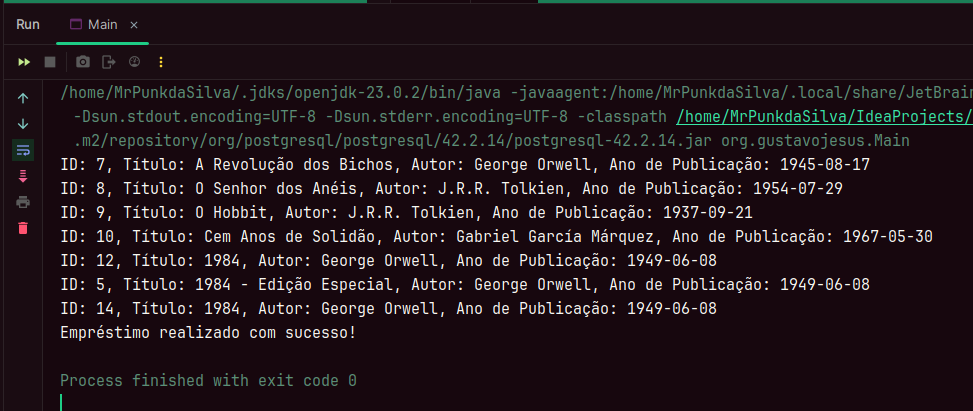 Run Main ×
/home/MrPunkdaSilva/.jdks/openjdk-23.0.2/bin/java -javaagent:/home/MrPunkdaSilva/.local/share/JetBrain
-Dsun.stdout.encoding=UTF-8 -Dsun.stderr.encoding=UTF-8 -classpath /home/MrPunkdaSilva/IdeaProjects/
.m2/repository/org/postgresql/postgresql/42.2.14/postgresql-42.2.14.jar org.gustavojesus.Main
ID: 7, Título: A Revolução dos Bichos, Autor: George Orwell, Ano de Publicação: 1945-08-17
ID: 8, Título: O Senhor dos Anéis, Autor: J.R.R. Tolkien, Ano de Publicação: 1954-07-29
ID: 9, Título: O Hobbit, Autor: J.R.R. Tolkien, Ano de Publicação: 1937-09-21
ID: 10, Título: Cem Anos de Solidão, Autor: Gabriel García Márquez, Ano de Publicação: 1967-05-30
ID: 12, Título: 1984, Autor: George Orwell, Ano de Publicação: 1949-06-08
ID: 5, Título: 1984 - Edição Especial, Autor: George Orwell, Ano de Publicação: 1949-06-08
ID: 14, Título: 1984, Autor: George Orwell, Ano de Publicação: 1949-06-08
Empréstimo realizado com sucesso!
Process finished with exit code 0